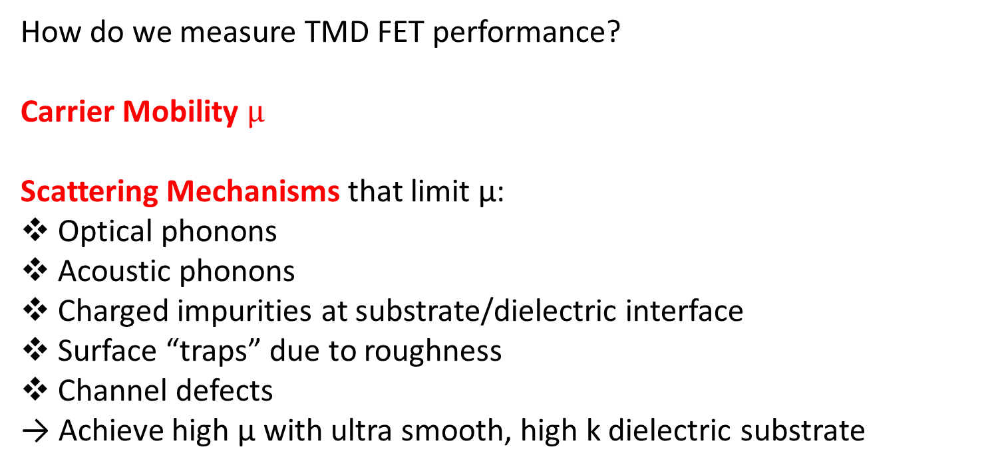 How do we measure TMD FET performance?
Carrier Mobility μ
Scattering Mechanisms that limit μ:
❖ Optical phonons
❖ Acoustic phonons
❖ Charged impurities at substrate/dielectric interface
❖ Surface “traps” due to roughness
❖ Channel defects
→ Achieve high μ with ultra smooth, high k dielectric substrate